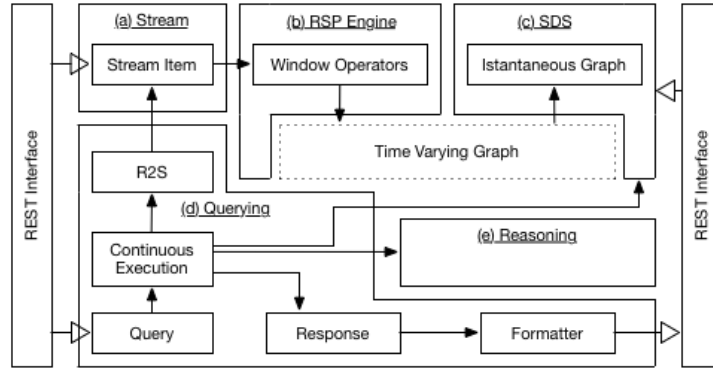 (a) Stream
(b) RSP Engine
(c) SDS
Stream Item
Window Operators
Istantaneous Graph
Time Varying Graph
REST Interface
REST Interface
R2S
(d) Querying
(e) Reasoning
Continuous
Execution
Query
Response
Formatter